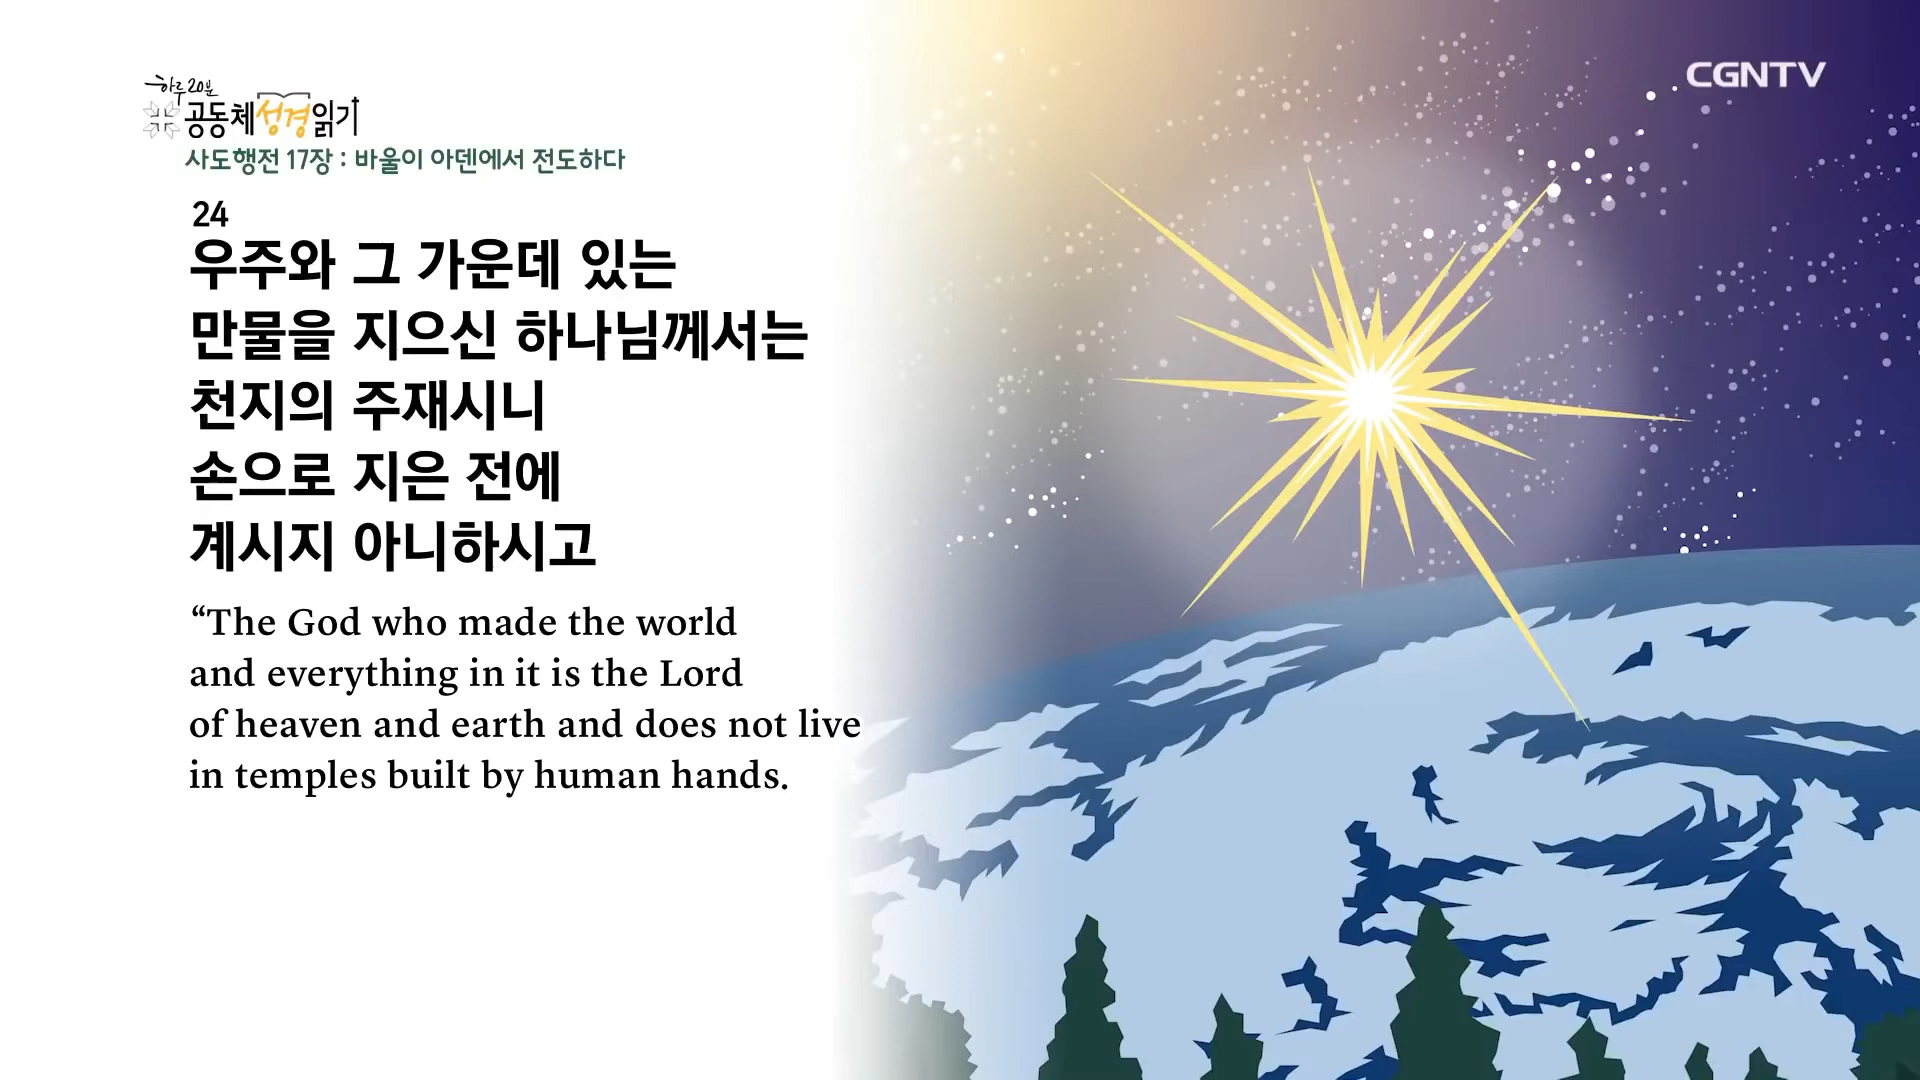 하루 20분
공동체성경읽기
CGNTV
사도행전 17장 : 바울이 아덴에서 전도하다
24
우주와 그 가운데 있는
만물을 지으신 하나님께서는
천지의 주재시니
손으로 지은 전에
계시지 아니하시고
“The God who made the world
and everything in it is the Lord
of heaven and earth and does not live
in temples built by human hands.